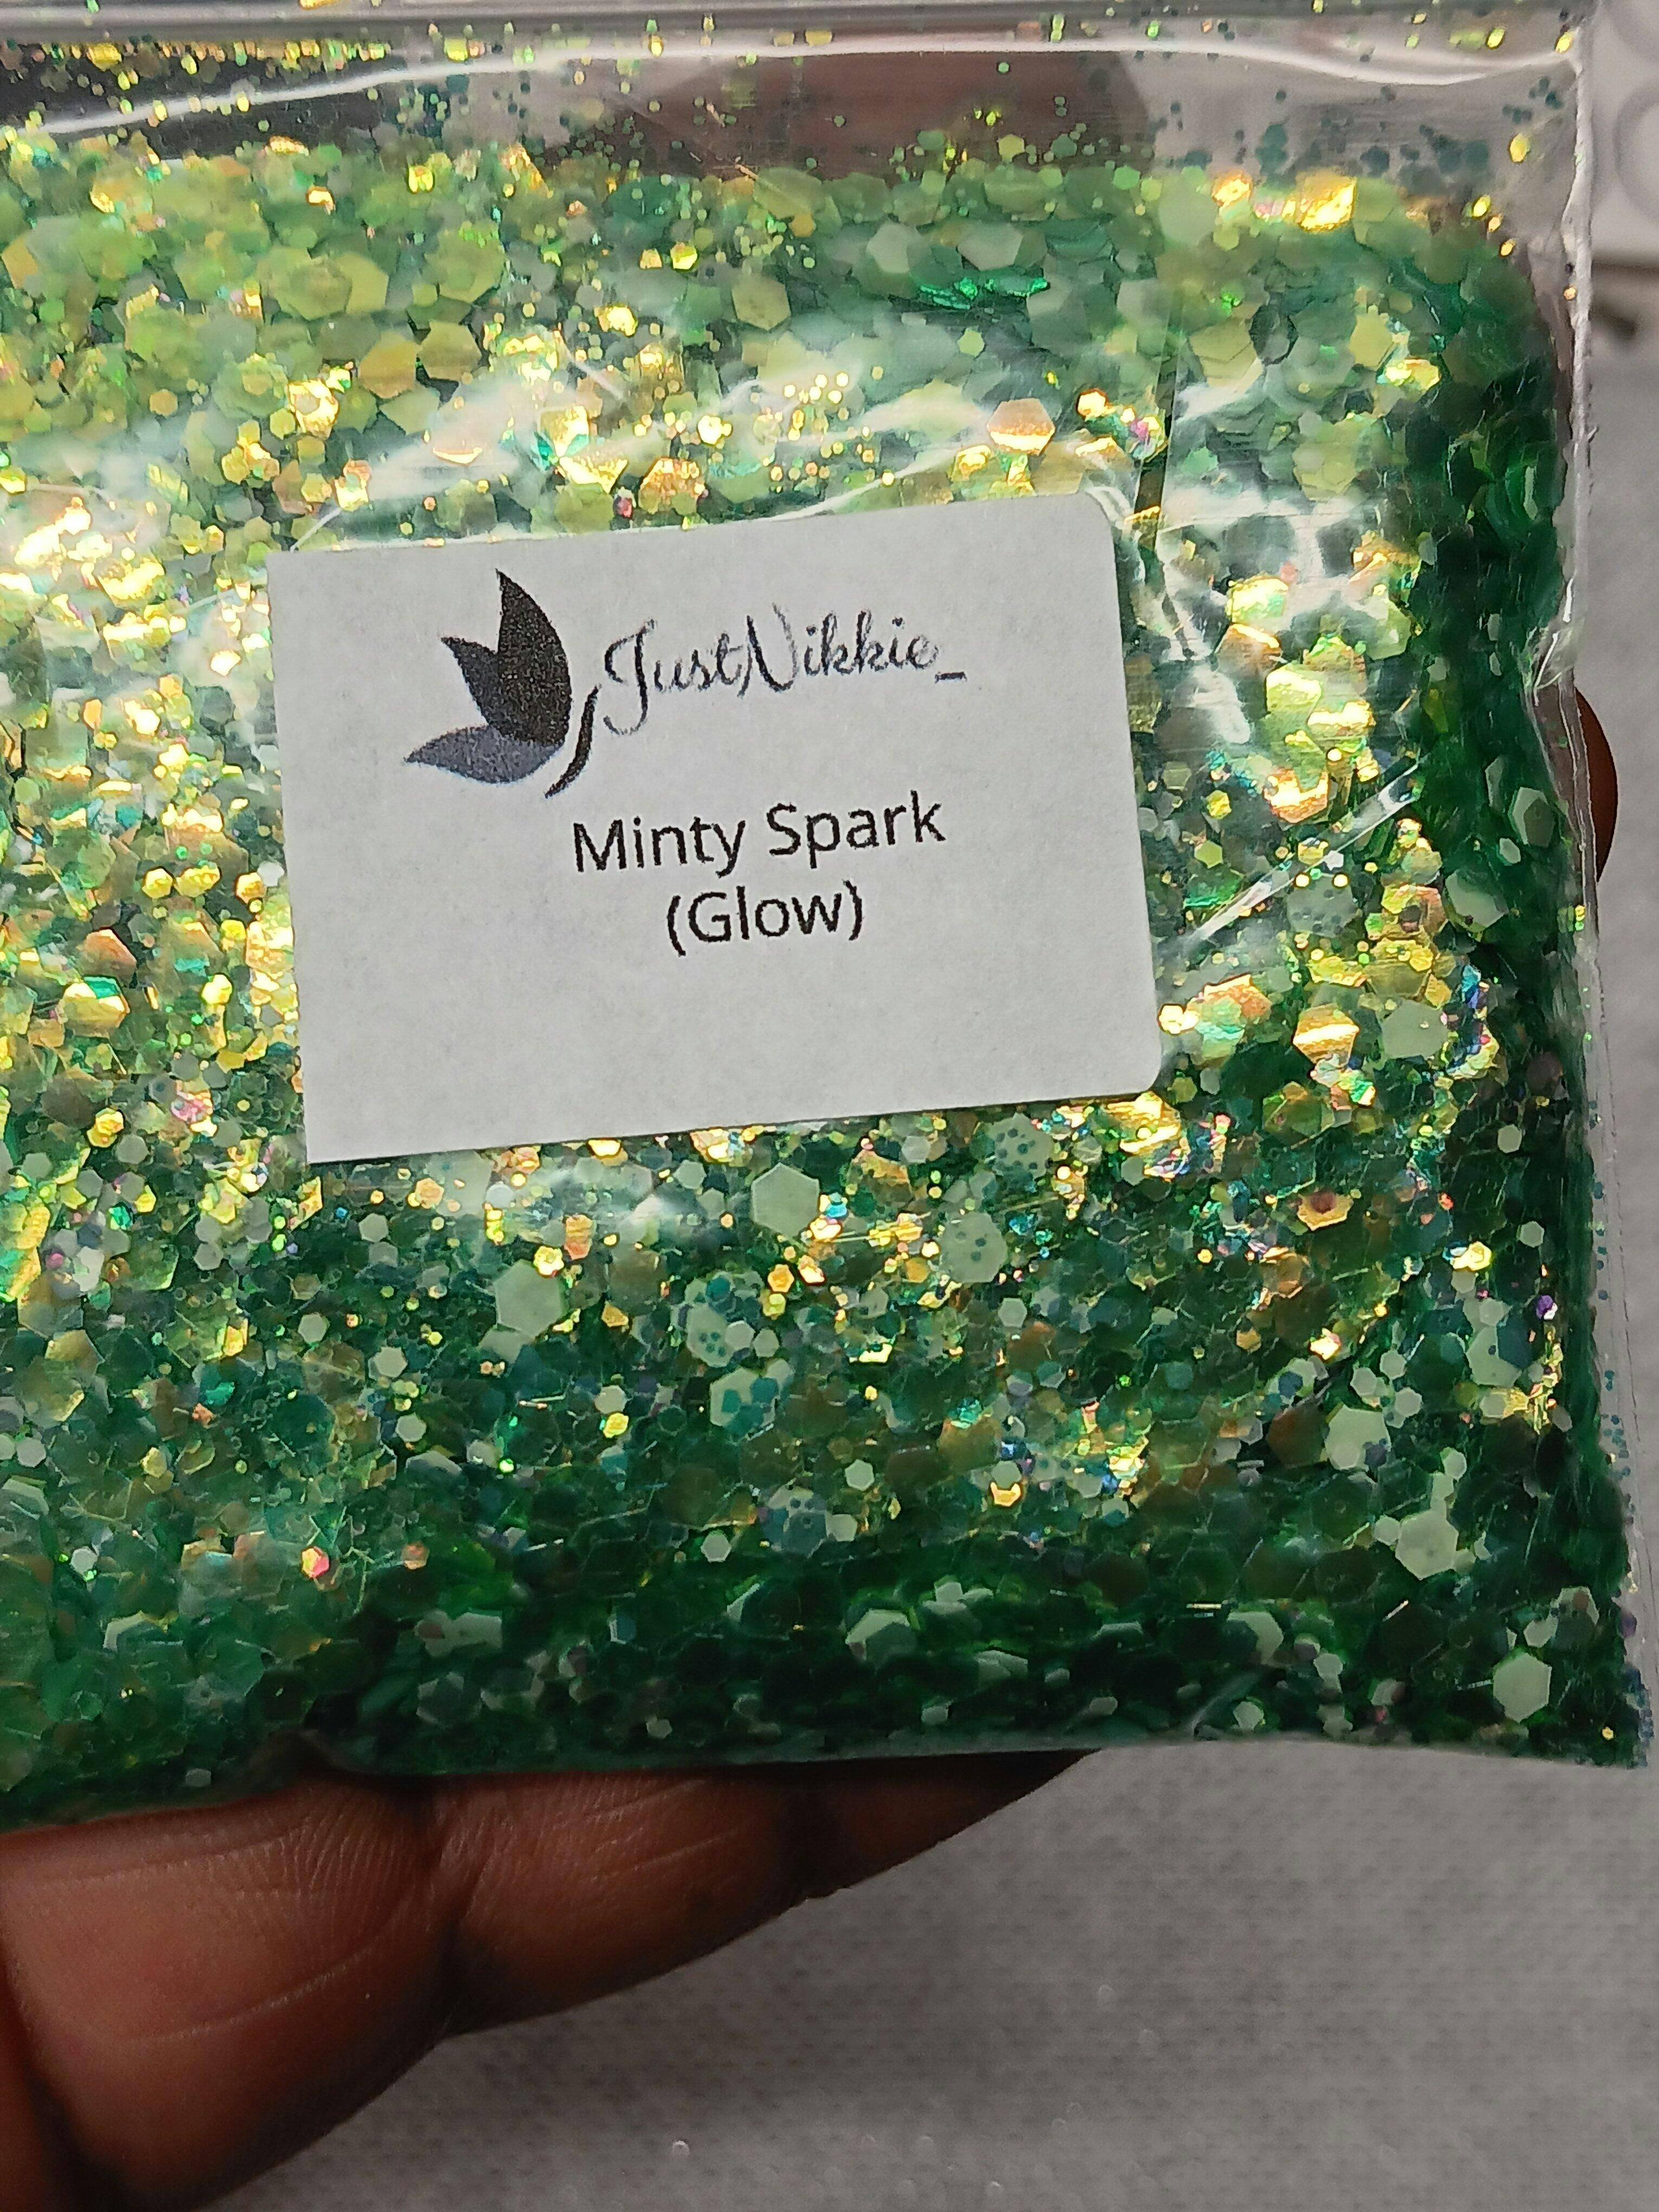 JustNikkie_
Minty Spark
(Glow)